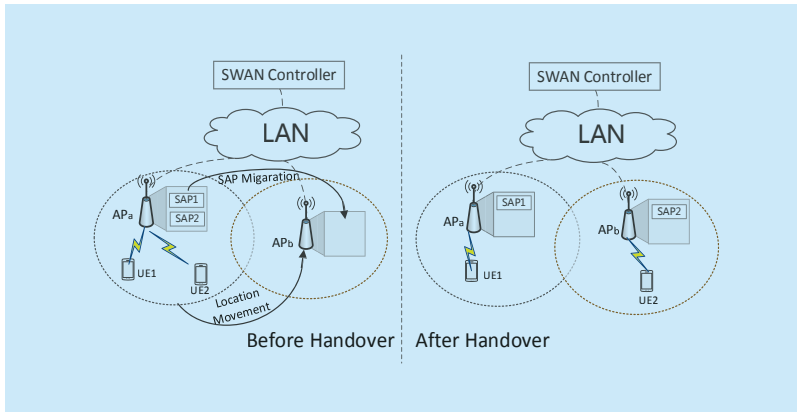 SWAN Controller
LAN
SAP Migaration
SAP1
SAP2
APa
APb
UE1
UE2
Location
Movement
Before Handover
SWAN Controller
LAN
SAP1
APa
SAP2
APb
UE1
UE2
After Handover